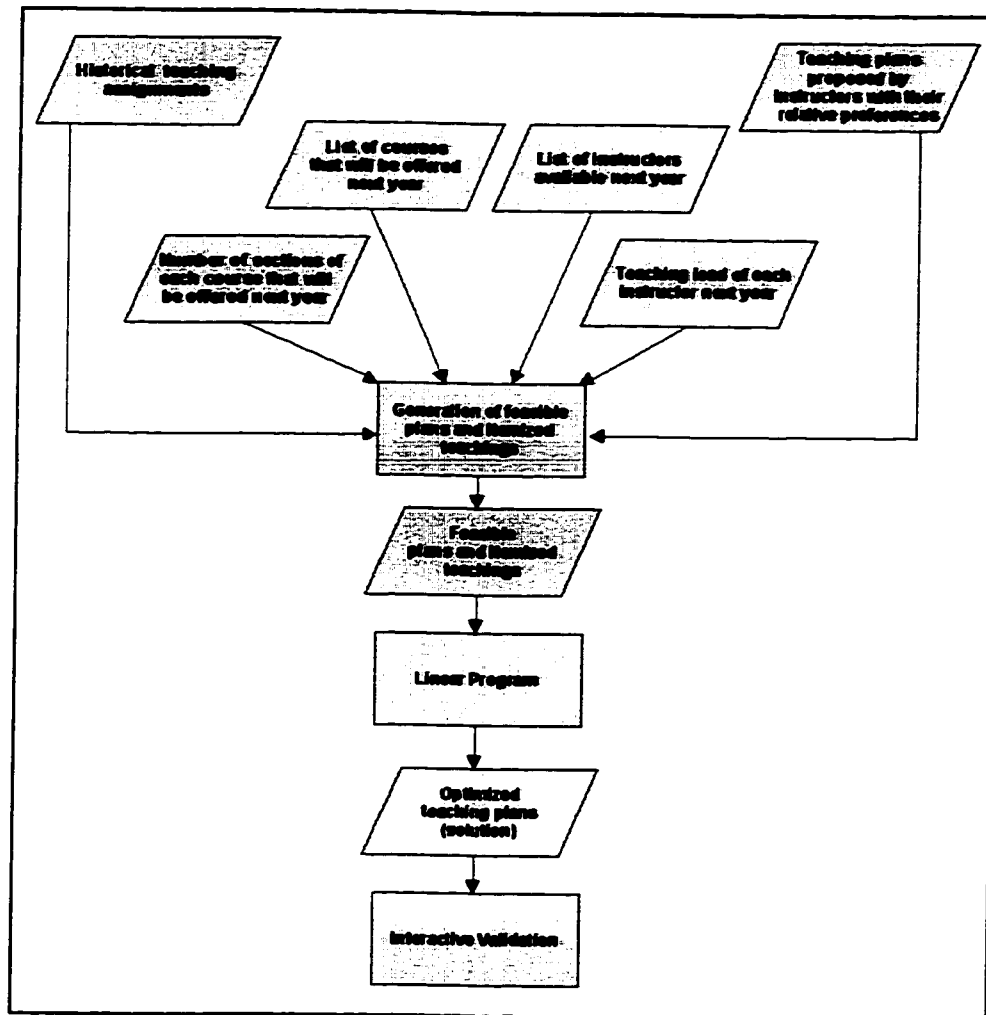 Historical teaching
assignments
Teaching plans
proposed by
instructors with their
relative preferences
List of courses
that will be offered
next year
List of instructors
available next year
Number of sections of
each course that will
be offered next year
Teaching load of each
instructor next year
Generation of feasible
plans and itemized
teachings
Feasible
plans and itemized
teachings
Linear Program
Optimized
teaching plans
(solution)
Interactive Validation